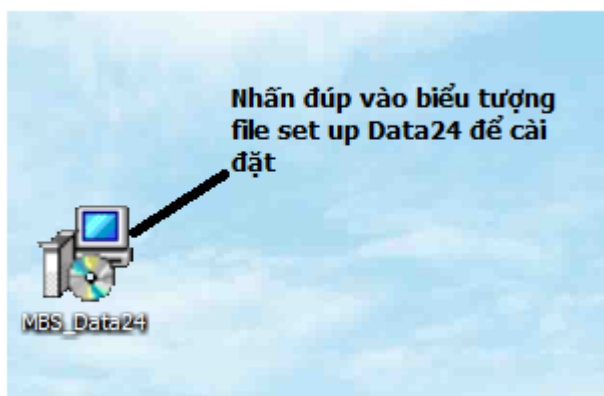 Nhấn đúp vào biểu tượng
file set up Data24 để cài
đặt
MBS_Data24